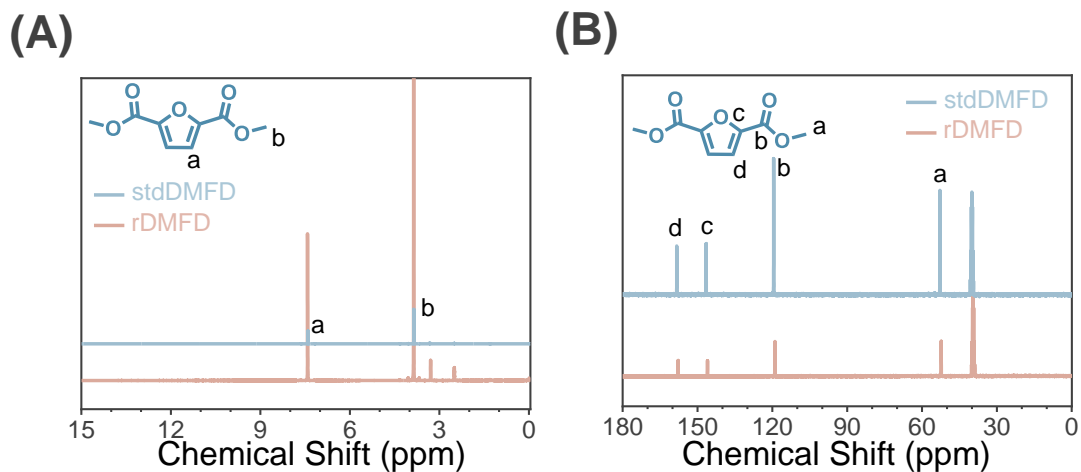 (A)
O
O
O
O
O
b
a
stdDMFD
rDMFD
a
b
15
12
9
6
3
0
Chemical Shift (ppm)
(B)
O
O
O
c
O
O
a
b
d
b
stdDMFD
rDMFD
a
d
c
180
150
120
90
60
30
0
Chemical Shift (ppm)